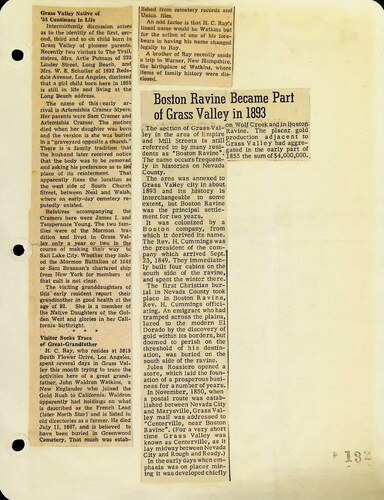 Grass Valley Native of
'55 Continues in Life
Intermittently discussion arises
as to the identity of the first, sec-
ond, third and to on child born in
Grass Valley of pioneer parents.
Recently two visitors to The Trail-
sisters, Mrs. Artie Putnam of 233
Linder Street, Long Beach, and
Mrs. W. E. Schuller of 1832 Redn-
dale Avenue, Los Angeles, disclosed
that a girl child born here in 1855
is still in life and living at the
Long Beach address.
The name of this early ar-
rival is Artemishia Cramer Myers.
Her parents were Sam Cramer and
Artemishia Cramer. The mother
died when her daughter was born
and the version is she was buried
in a "graveyard opposite a church."
There is a family tradition that
the husband later received notice
that the body was to be removed
and asking his preference as to the
place of its reinterment. That
apparently fixes the location as
the west side of South Church
Street, between Neal and Walsh
where an early-day cemetery re-
putedly existed.
Relatives accompanying the
Cramers here were James I. and
Temperance Young. The two fam-
ilies were of the Mormon tra-
dition and lived in Grass Val-
ley only a year or two in the
course of making their way to
Salt Lake City. Whether they link-
ed the Mormon Battalion of 1846
or Sam Brannan's chartered ship
from New York for members of
that cult is not clear.
The visiting granddaughters of
this early resident report their
grandmother in good health at the
age of 80. She is a member of
the Native Daughters of the Gol-
den West and glories in her Cali-
fornia birthright.
* * *
Visitor Seeks Trace
of Great-Grandfather
H. C. Ray, who resides at 3819
South Flower Drive, Los Angeles,
spent several days in Grass Val-
ley this month trying to trace the
activities here of a great grand-
father, John Waldron Watkins, a
New Englander who joined the
Gold Rush to California. Waldron
apparently had holdings on what
is described as the French Lead
(later North Star) and is listed in
old directories as a farmer. He died
July 11, 1887, and is believed to
have been buried in Greenwood
Cemetery. That much was estab-
lished from cemetery records and
Union files.
An odd factor is that H. C. Ray's
lineal name would be Watkins but
for the action of one of his fore-
bears in having his name changed
legally to Ray.
A brother of Ray recently made
a trip to Warner, New Hampshire,
the birthplace of Watkins, where
items of family history were dis-
closed.
Boston Ravine Became Part
of Grass Valley in 1893
The section of Grass Val-
ley in the area of Empire
and Mill Streets is still
referred to by many resi-
dents as "Boston Ravine".
The name occurs frequently
in histories on Nevada
County.
The area was annexed to
Grass Valley city in about
1893 and its history is
interchangeable to some
extent, but Boston Ravine
was the principal settle-
ment for two years.
It was colonized by a
Boston company, from
which it derived its name.
The Rev. H. Cummings was
the president of the com-
pany which arrived Sept.
23, 1849. They immediate-
ly built four cabins on the
south side of the ravine,
and spent the winter there.
The first Christian bur-
ial in Nevada County took
place in Boston Ravine,
Rev. H. Cummings offici-
ating. An emigrant who had
tramped across the plains,
lured to the modern El
Dorado by the discovery of
gold within its borders, but
doomed to perish on the
threshold of his desti-
nation, was buried on the
south side of the ravine.
Jules Rossiere opened a
store, which laid the foun-
ation of a prosperous busi-
ness for a number of years.
In November, 1850, when
a postal route was estab-
lished between Nevada City
and Marysville, Grass Val-
ley mail was addressed to
"Centerville, near Boston
Ravine". (For a very short
time Grass Valley was
known as Centerville, as it
lay midway between Nevada
City and Rough and Ready.)
In the early days when em-
phasis was on placer min-
ing it was developed chiefly
on Wolf Creek and in Boston
Ravine. The placer gold
production adjacent to
Grass Valley had aggre-
gated in the early part of
1853 the sum of $4,000,000.
132